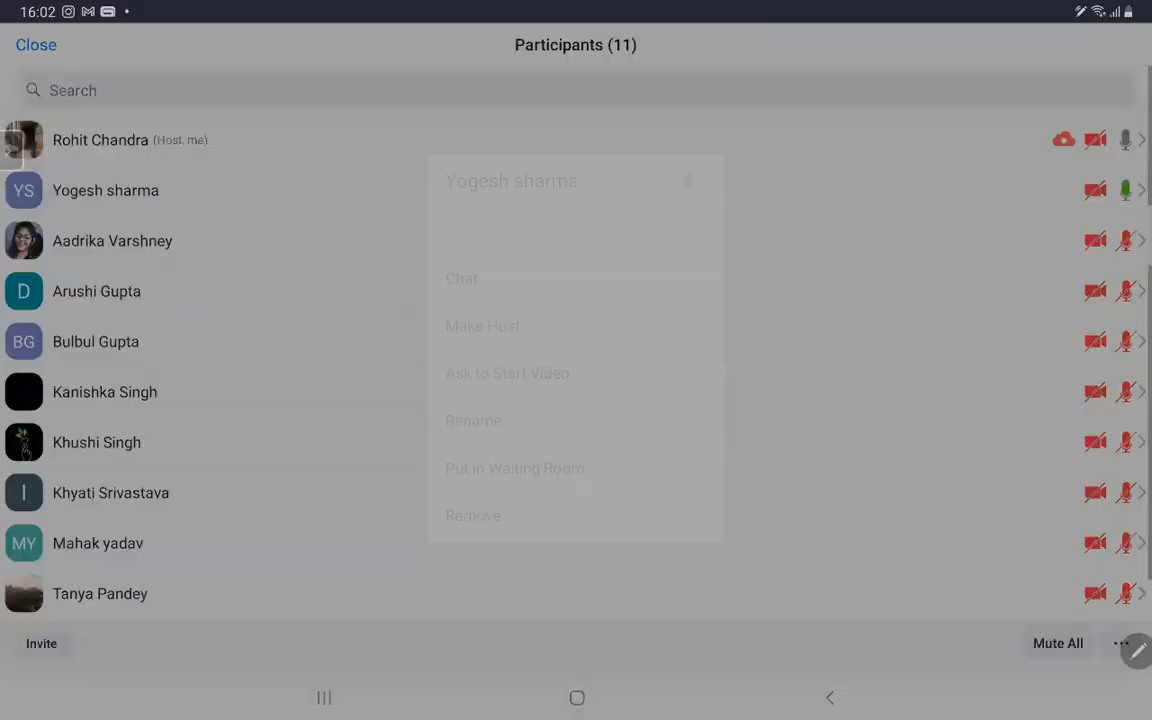 16:02
Close
Participants (11)
Search
Rohit Chandra (Host, me)
Yogesh sharma
YS
Yogesh sharma
Aadrika Varshney
Chat
D
Arushi Gupta
Make Host
BG
Bulbul Gupta
Ask to Start Video
Kanishka Singh
Rename
Khushi Singh
Put in Waiting Room
I
Khyati Srivastava
Remove
MY
Mahak yadav
Tanya Pandey
Invite
Mute All